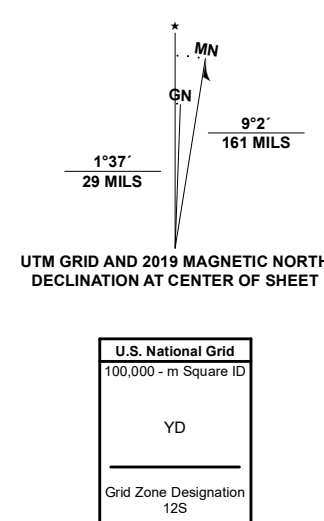 ★
MN
GN
9°2´
161 MILS
1°37´
29 MILS
UTM GRID AND 2019 MAGNETIC NORTH
DECLINATION AT CENTER OF SHEET
U.S. National Grid
100,000 - m Square ID
YD
Grid Zone Designation
12S